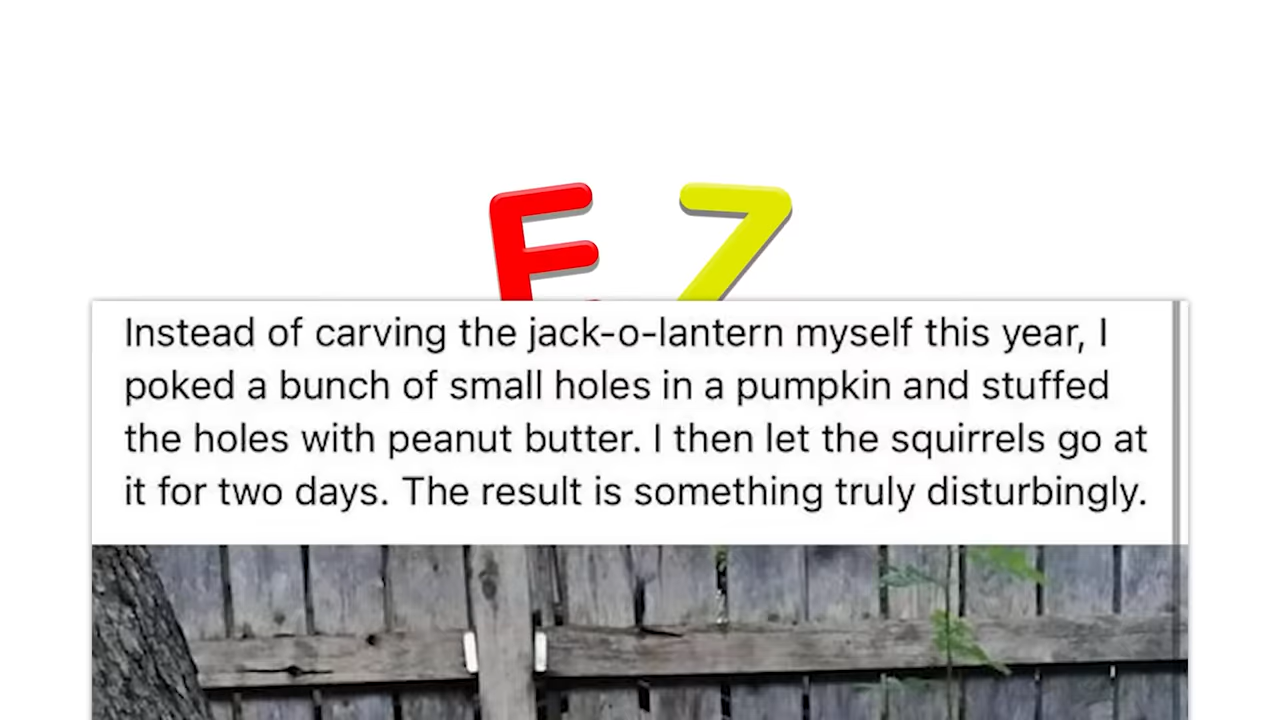 E Z
Instead of carving the jack-o-lantern myself this year, I
poked a bunch of small holes in a pumpkin and stuffed
the holes with peanut butter. I then let the squirrels go at
it for two days. The result is something truly disturbingly.